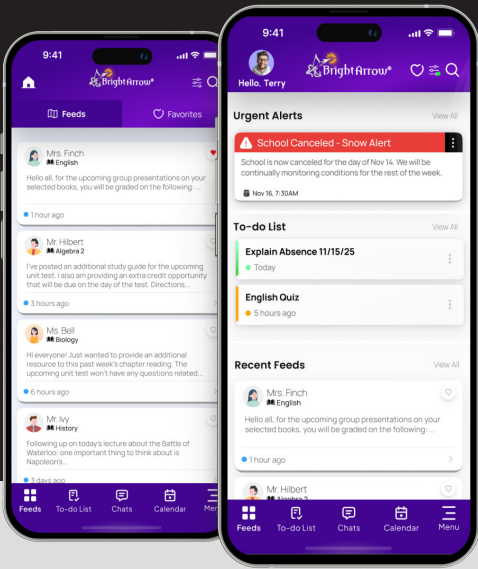 9:41
BrightArrow®
Feeds
Favorites
Mrs. Finch
English
Hello all, for the upcoming group presentations on your
selected books, you will be graded on the following: ...
1 hour ago
Mr. Hilbert
Algebra 2
I've posted an additional study guide for the upcoming
unit test. I also am providing an extra credit opportunity
that will be due on the day of the test. Directions...
3 hours ago
Ms. Bell
Biology
Hi everyone! Just wanted to provide an additional
resource to this past week's chapter reading. The
upcoming unit test won't have any questions related...
6 hours ago
Mr. Ivy
History
Following up on today's lecture about the Battle of
Waterloo: one important thing to think about is
Napoleon's...
3 days ago
Feeds
To-do List
Chats
Calendar
9:41
Hello, Terry
BrightArrow®
Urgent Alerts
View All
School Canceled - Snow Alert
School is now canceled for the day of Nov 14. We will be
continually monitoring conditions for the rest of the week.
Nov 16, 7:30AM
To-do List
View All
Explain Absence 11/15/25
Today
English Quiz
5 hours ago
Recent Feeds
View All
Mrs. Finch
English
Hello all, for the upcoming group presentations on your
selected books, you will be graded on the following: ...
1 hour ago
Mr. Hilbert
Algebra 2
Feeds
To-do List
Chats
Calendar
Menu